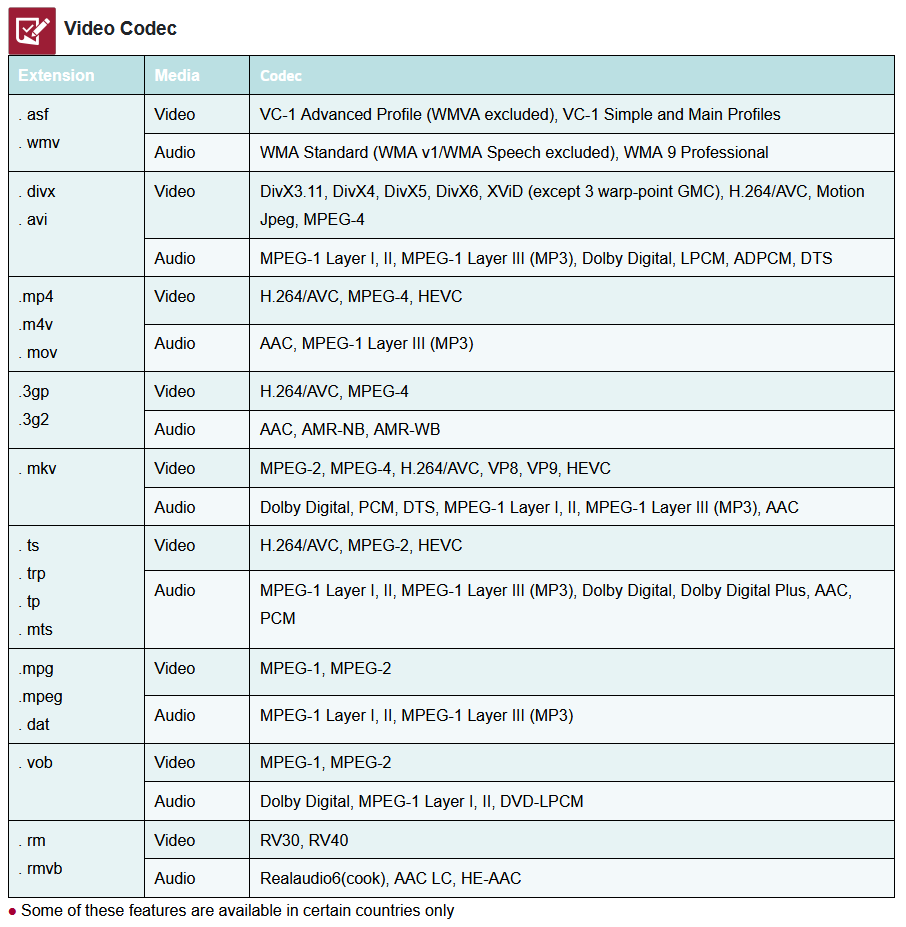 Video Codec
Extension Media Codec
. asf
. wmv
Video VC-1 Advanced Profile (WMVA excluded), VC-1 Simple and Main Profiles
Audio WMA Standard (WMA v1/WMA Speech excluded), WMA 9 Professional
. divx
. avi
Video DivX3.11, DivX4, DivX5, DivX6, XViD (except 3 warp-point GMC), H.264/AVC, Motion
Jpeg, MPEG-4
Audio MPEG-1 Layer I, II, MPEG-1 Layer III (MP3), Dolby Digital, LPCM, ADPCM, DTS
.mp4
.m4v
. mov
Video H.264/AVC, MPEG-4, HEVC
Audio AAC, MPEG-1 Layer III (MP3)
.3gp
.3g2
Video H.264/AVC, MPEG-4
Audio AAC, AMR-NB, AMR-WB
. mkv
Video MPEG-2, MPEG-4, H.264/AVC, VP8, VP9, HEVC
Audio Dolby Digital, PCM, DTS, MPEG-1 Layer I, II, MPEG-1 Layer III (MP3), AAC
. ts
. trp
. tp
. mts
Video H.264/AVC, MPEG-2, HEVC
Audio MPEG-1 Layer I, II, MPEG-1 Layer III (MP3), Dolby Digital, Dolby Digital Plus, AAC,
PCM
.mpg
.mpeg
. dat
Video MPEG-1, MPEG-2
Audio MPEG-1 Layer I, II, MPEG-1 Layer III (MP3)
. vob
Video MPEG-1, MPEG-2
Audio Dolby Digital, MPEG-1 Layer I, II, DVD-LPCM
. rm
. rmvb
Video RV30, RV40
Audio Realaudio6(cook), AAC LC, HE-AAC
● Some of these features are available in certain countries only